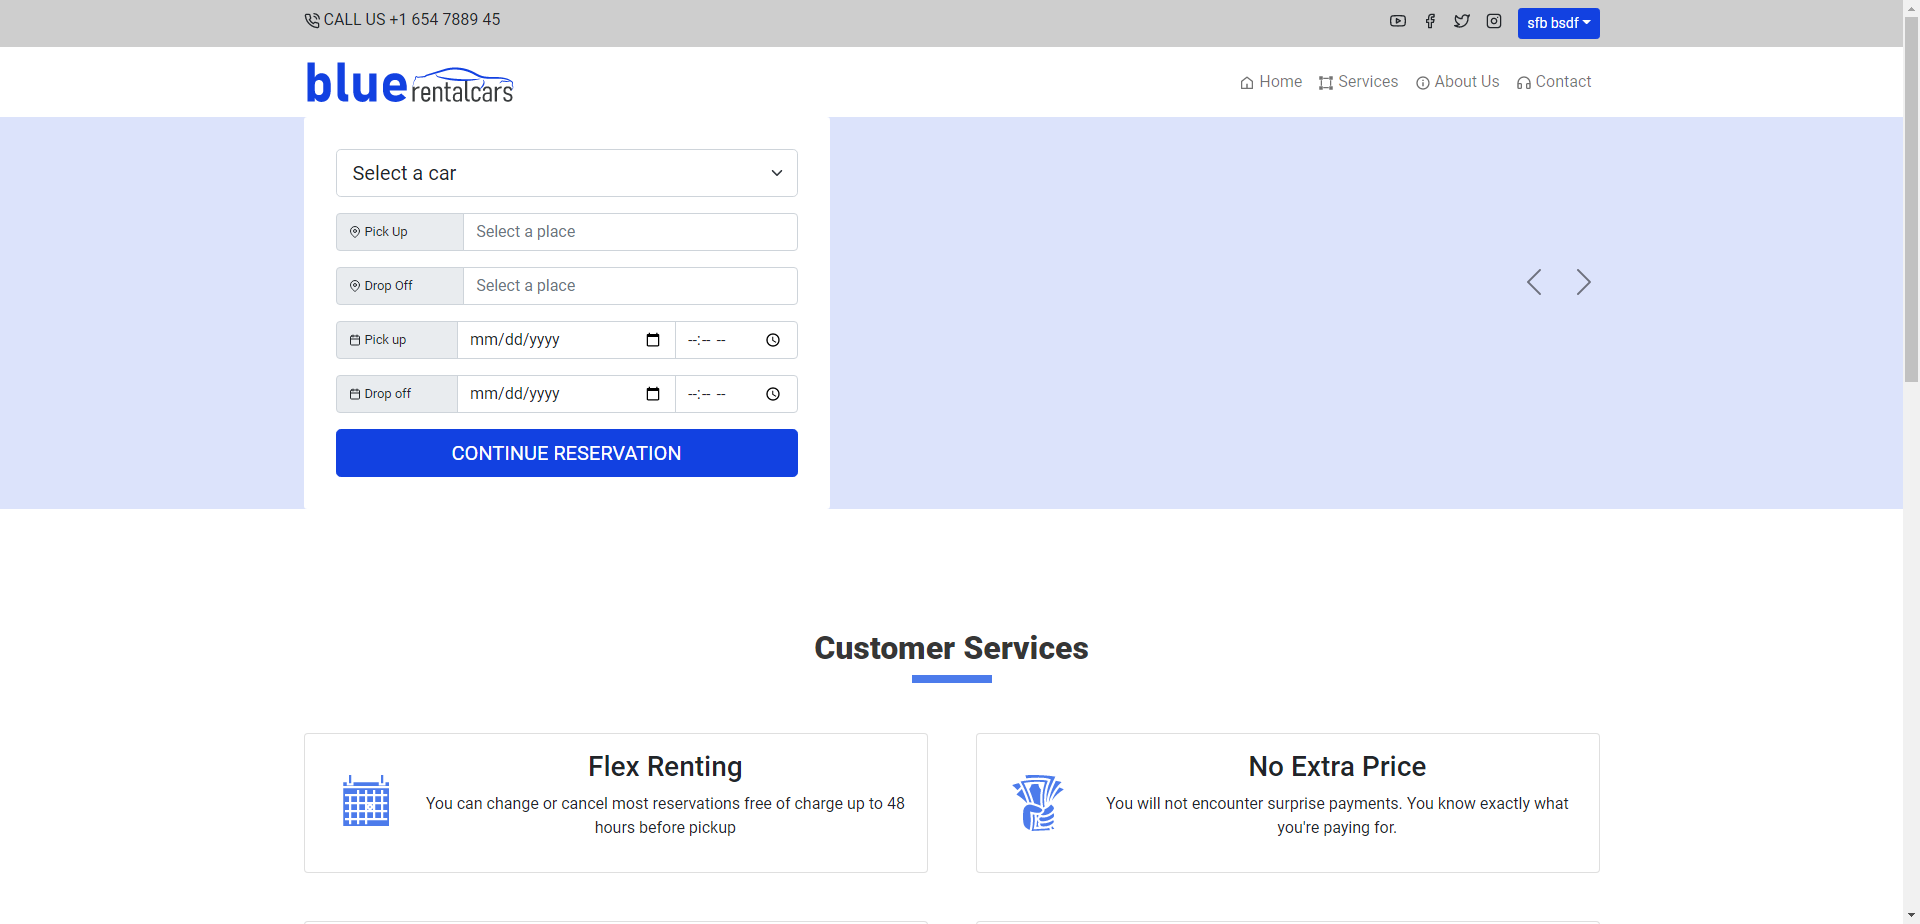 CALL US +1 654 7889 45
sfb bsdf
blue rentalcars
Home
Services
About Us
Contact
Select a car
Pick Up
Select a place
Drop Off
Select a place
Pick up
mm/dd/yyyy
--:-- --
Drop off
mm/dd/yyyy
--:-- --
CONTINUE RESERVATION
Customer Services
Flex Renting
You can change or cancel most reservations free of charge up to 48
hours before pickup
No Extra Price
You will not encounter surprise payments. You know exactly what
you're paying for.